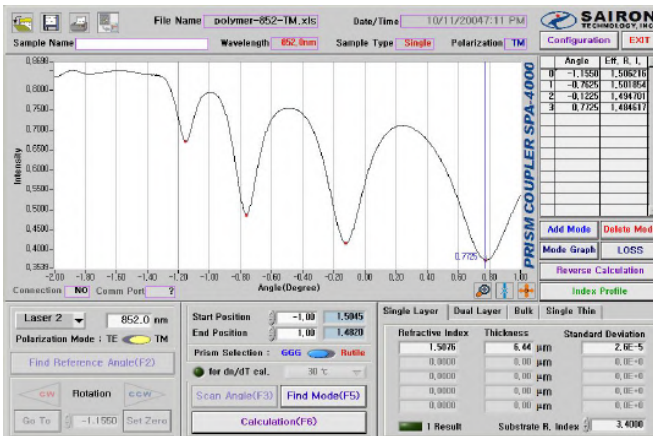 File Name polymer-852-TM.xls Date/Time 10/11/20047:11 PM SAIRON TECHNOLOGY, INC
Sample Name Wavelength 852.0nm Sample Type Single Polarization TM Configuration EXIT
Angle Eff. R. I.
0 -1.1550 1.506216
1 -0.7625 1.501854
2 -0.1225 1.494701
3 0.7725 1.484617
0.8696
0.8000
0.7500
0.7000
0.6500
0.6000
0.5500
0.5000
0.4500
0.4000
0.3539
Intensity
PRISM COUPLER SPA-4000
0.7725
-2.00 -1.80 -1.60 -1.40 -1.20 -1.00 -0.80 -0.60 -0.40 -0.20 0.00 0.20 0.40 0.60 0.80 1.00
Angle(Degree)
Connection NO Comm Port ?
Add Mode Delete Mod
Mode Graph LOSS
Reverse Calculation
Index Profile
Laser 2 852.0 nm
Polarization Mode : TE TM
Find Reference Angle(F2)
CW Rotation CCW
Go To -1.1550 Set Zero
Start Position -1.00 1.5045
End Position 1.00 1.4820
Prism Selection : GGG Rutile
for dn/dT cal. 30 ℃
Scan Angle(F3) Find Mode(F5)
Calculation(F6)
Single Layer Dual Layer Bulk Single Thin
Refractive Index Thickness Standard Deviation
1.5076 6.44 μm 2.6E-5
0.0000 0.00 μm 0.0E+0
0.0000 0.00 μm 0.0E+0
0.0000 0.00 μm 0.0E+0
0.0000 0.00 μm 0.0E+0
1 Result Substrate R. Index 3.4000